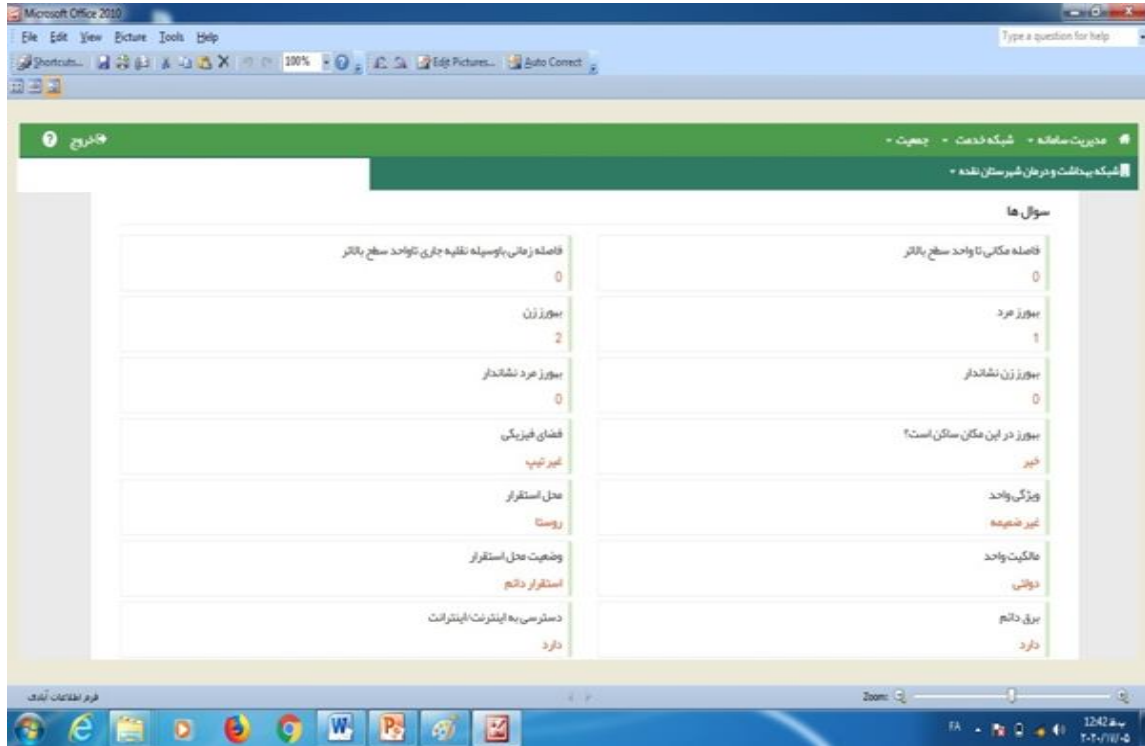 Microsoft Office 2010
File Edit View Picture Tools Help
Type a question for help
Shortcuts... 100% Edit Pictures... Auto Correct
مدیریت سامانه شبکه خدمت جمعیت
خروج
شبکه بهداشت و درمان شهرستان نقده
سوال ها
فاصله مکانی تا واحد سطح بالاتر
0
فاصله زمانی باوسیله نقلیه جاری تاواحد سطح بالاتر
0
بهورز مرد
1
بهورز زن
2
بهورز زن نشاندار
0
بهورز مرد نشاندار
0
بهورز در این مکان ساکن است؟
خیر
فضای فیزیکی
غیر تیپ
ویژگی واحد
غیر ضمیمه
محل استقرار
روستا
مالکیت واحد
دولتی
وضعیت محل استقرار
استقرار دائم
برق دائم
دارد
دسترسی به اینترنت/اینترانت
دارد
فرم اطلاعات آبادی
Zoom:
FA
12:42 ب.ظ